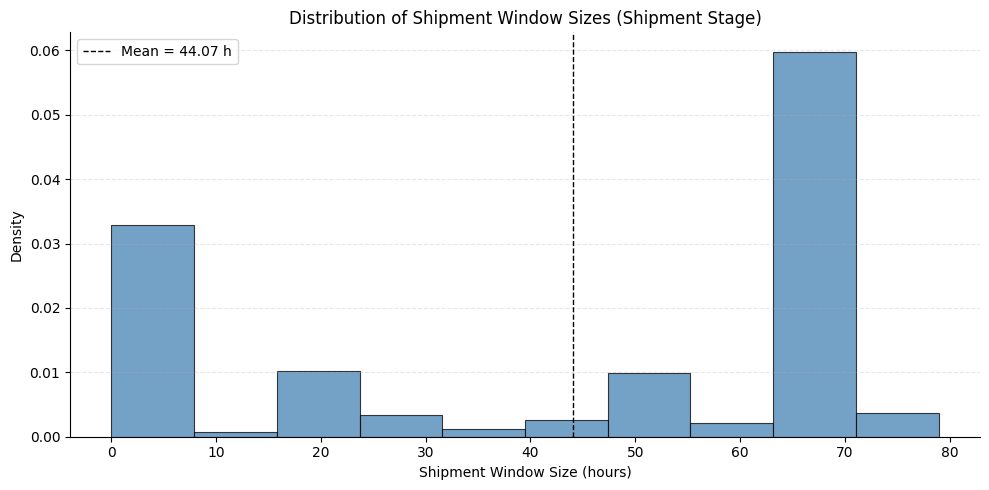 Distribution of Shipment Window Sizes (Shipment Stage)
Mean = 44.07 h
0.06
0.05
0.04
0.03
0.02
0.01
0.00
Density
0 10 20 30 40 50 60 70 80
Shipment Window Size (hours)